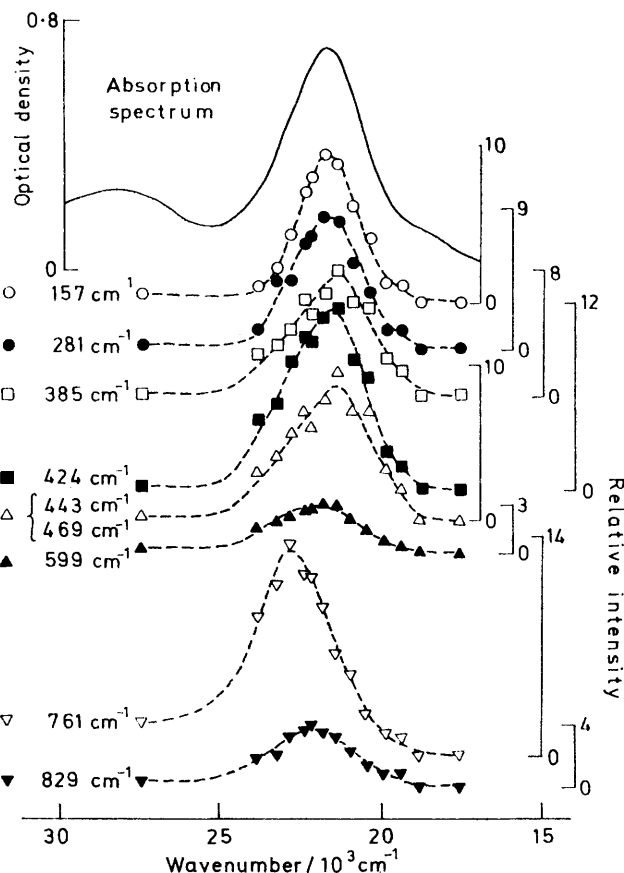 0·8
Optical density
0
Absorption
spectrum
10
9
0
8
12
157 cm⁻¹
281 cm⁻¹
0
10
385 cm⁻¹
0
424 cm⁻¹
0
443 cm⁻¹
469 cm⁻¹
3
0
0
599 cm⁻¹
14
Relative intensity
761 cm⁻¹
4
0
829 cm⁻¹
0
30
25
20
15
Wavenumber / 10³ cm⁻¹